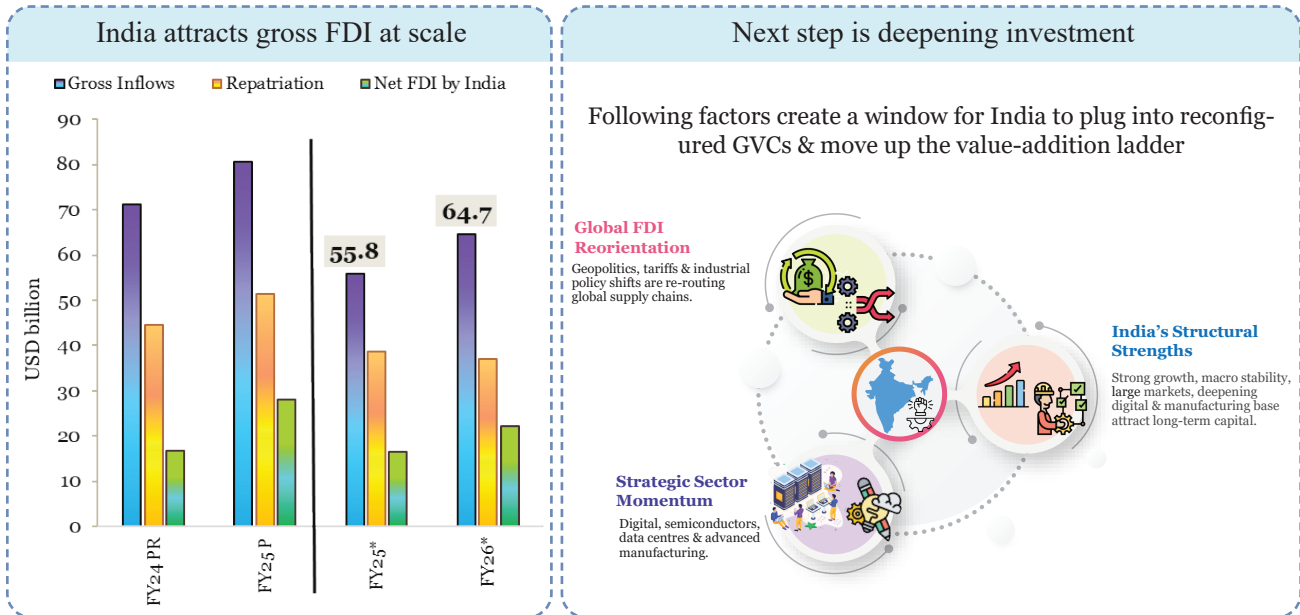 India attracts gross FDI at scale
Gross Inflows
Repatriation
Net FDI by India
USD billion
90
80
70
60
50
40
30
20
10
0
55.8
64.7
FY24 PR
FY25 P
FY25*
FY26*
Next step is deepening investment
Following factors create a window for India to plug into reconfig-
ured GVCs & move up the value-addition ladder
Global FDI
Reorientation
Geopolitics, tariffs & industrial
policy shifts are re-routing
global supply chains.
India’s Structural
Strengths
Strong growth, macro stability,
large markets, deepening
digital & manufacturing base
attract long-term capital.
Strategic Sector
Momentum
Digital, semiconductors,
data centres & advanced
manufacturing.